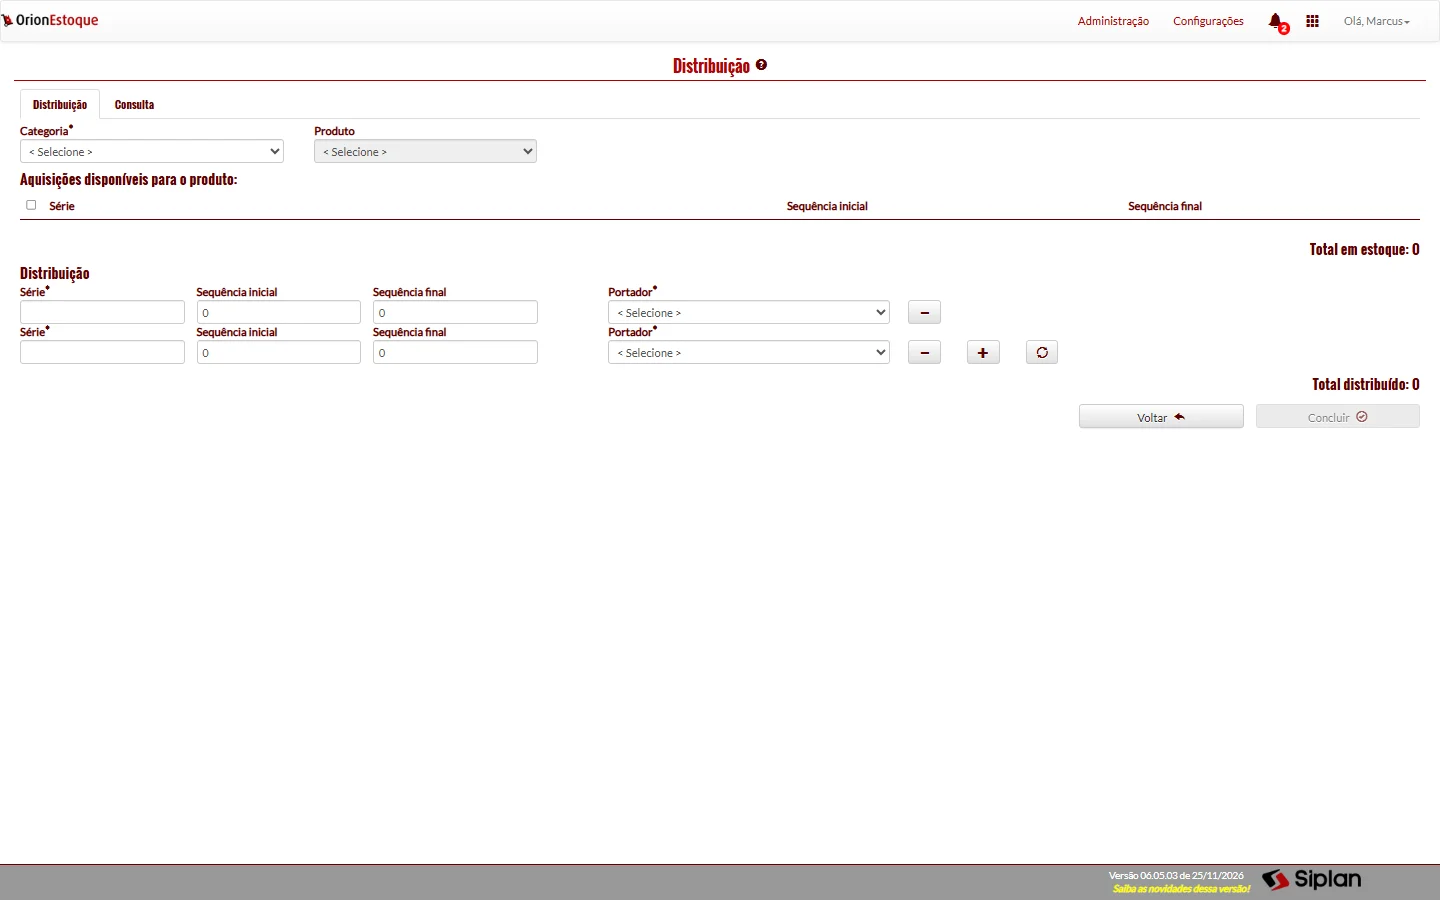 OrionEstoque
Administração Configurações 2 Olá, Marcus
Distribuição ?
Distribuição Consulta
Categoria* Produto
< Selecione > < Selecione >
Aquisições disponíveis para o produto:
Série Sequência inicial Sequência final
Total em estoque: 0
Distribuição
Série* Sequência inicial Sequência final Portador*
0 0 < Selecione >
Série* Sequência inicial Sequência final Portador*
0 0 < Selecione >
Total distribuído: 0
Voltar Concluir
Versão 06.05.03 de 25/11/2026
Saiba as novidades dessa versão!
Siplan